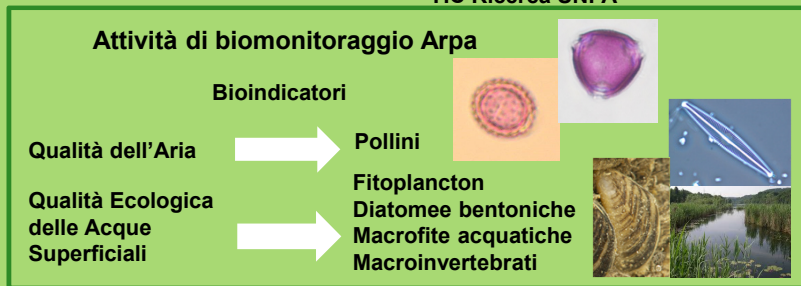 Attività di biomonitoraggio Arpa
Bioindicatori
Qualità dell'Aria
Pollini
Qualità Ecologica
delle Acque
Superficiali
Fitoplancton
Diatomee bentoniche
Macrofite acquatiche
Macroinvertebrati